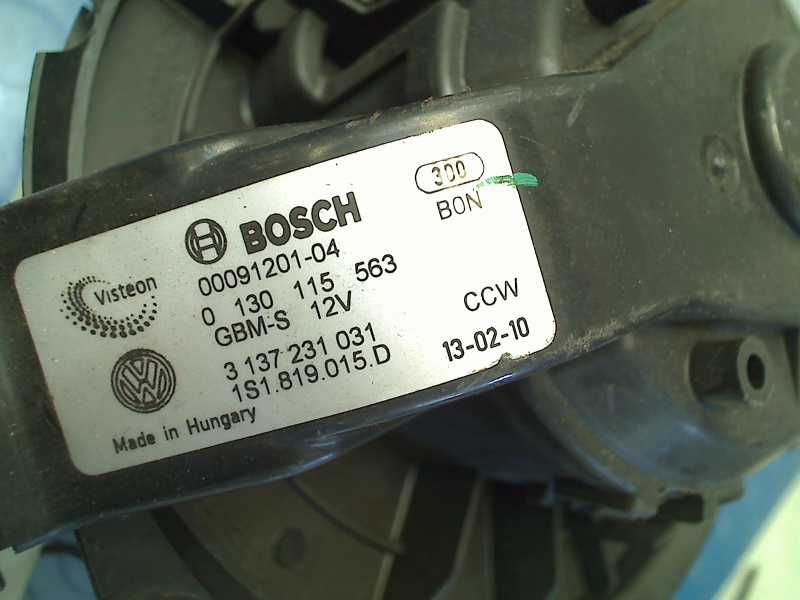 300
BON
BOSCH
Visteon
00091201-04
0 130 115 563
GBM-S 12V
CCW
3 137 231 031
13-02-10
1S1.819.015.D
Made in Hungary